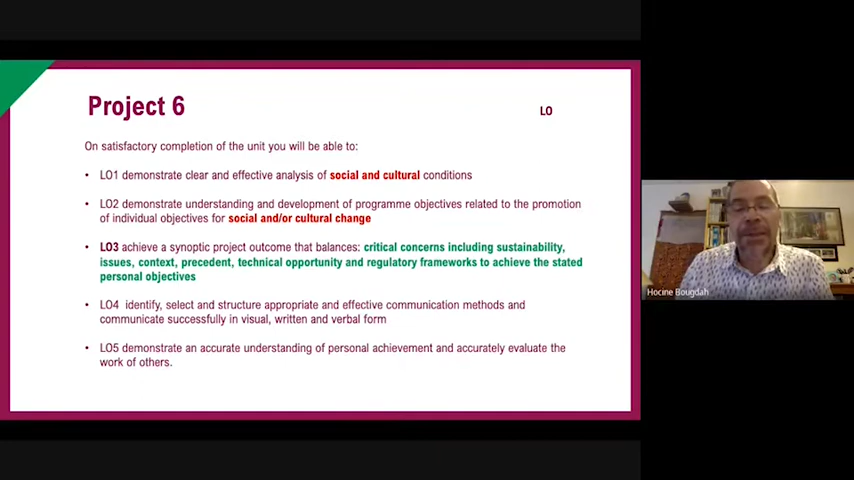 Project 6
LO
On satisfactory completion of the unit you will be able to:
• LO1 demonstrate clear and effective analysis of social and cultural conditions
• LO2 demonstrate understanding and development of programme objectives related to the promotion
of individual objectives for social and/or cultural change
• LO3 achieve a synoptic project outcome that balances: critical concerns including sustainability,
issues, context, precedent, technical opportunity and regulatory frameworks to achieve the stated
personal objectives
• LO4 identify, select and structure appropriate and effective communication methods and
communicate successfully in visual, written and verbal form
• LO5 demonstrate an accurate understanding of personal achievement and accurately evaluate the
work of others.
Hocine Bougdah